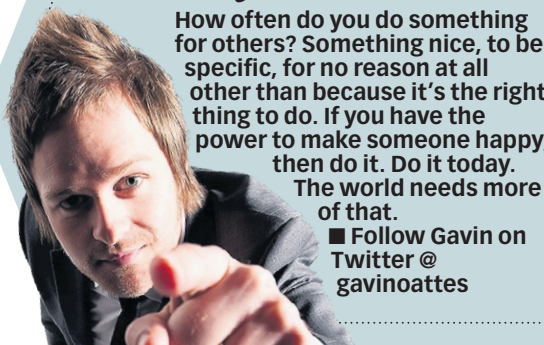 How often do you do something
for others? Something nice, to be
specific, for no reason at all
other than because it’s the right
thing to do. If you have the
power to make someone happy,
then do it. Do it today.
The world needs more
of that.
■ Follow Gavin on
Twitter @
gavinoattes